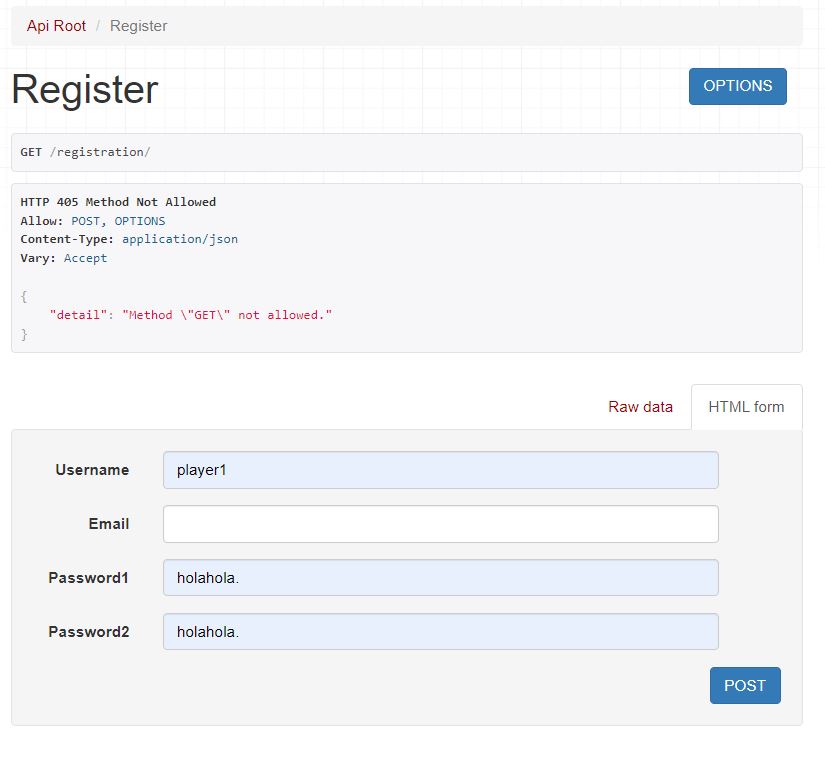 Api Root / Register
Register
OPTIONS
GET /registration/
HTTP 405 Method Not Allowed
Allow: POST, OPTIONS
Content-Type: application/json
Vary: Accept
{
    "detail": "Method \"GET\" not allowed."
}
Raw data
HTML form
Username
player1
Email
Password1
holahola.
Password2
holahola.
POST